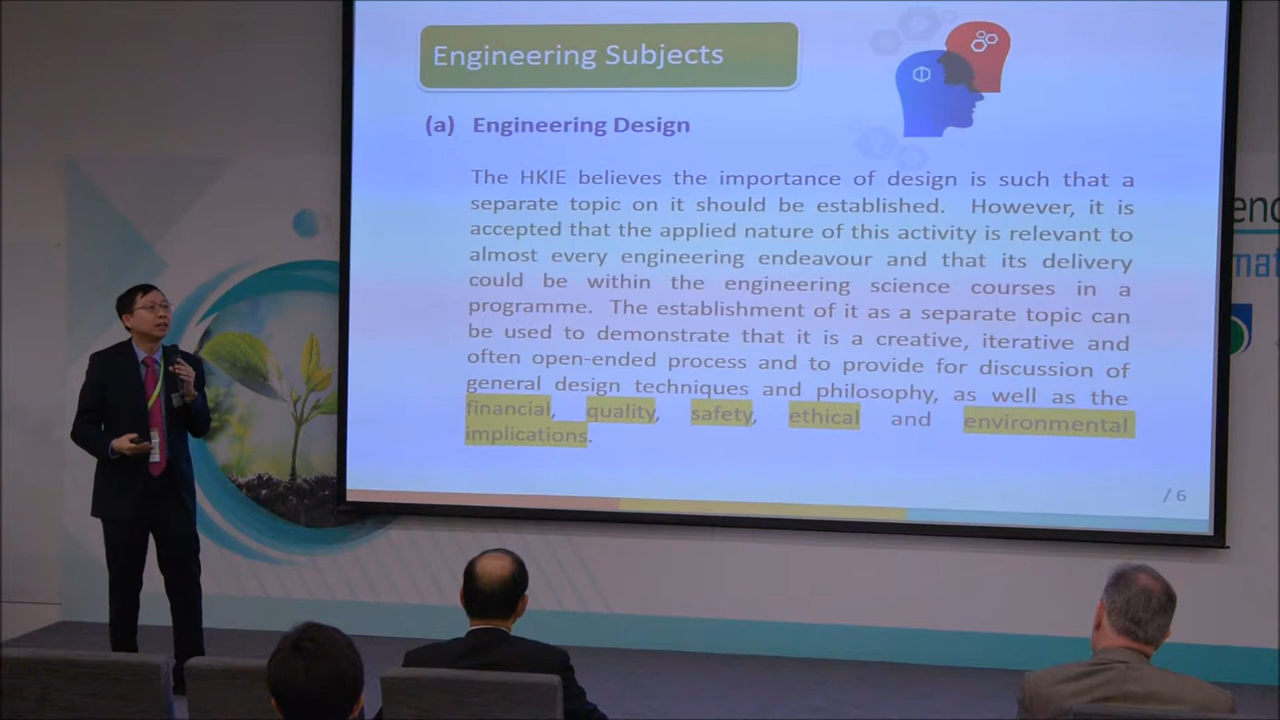 Engineering Subjects
(a) Engineering Design
The HKIE believes the importance of design is such that a
separate topic on it should be established. However, it is
accepted that the applied nature of this activity is relevant to
almost every engineering endeavour and that its delivery
could be within the engineering science courses in a
programme. The establishment of it as a separate topic can
be used to demonstrate that it is a creative, iterative and
often open-ended process and to provide for discussion of
general design techniques and philosophy, as well as the
financial, quality, safety, ethical and environmental
implications.
/ 6